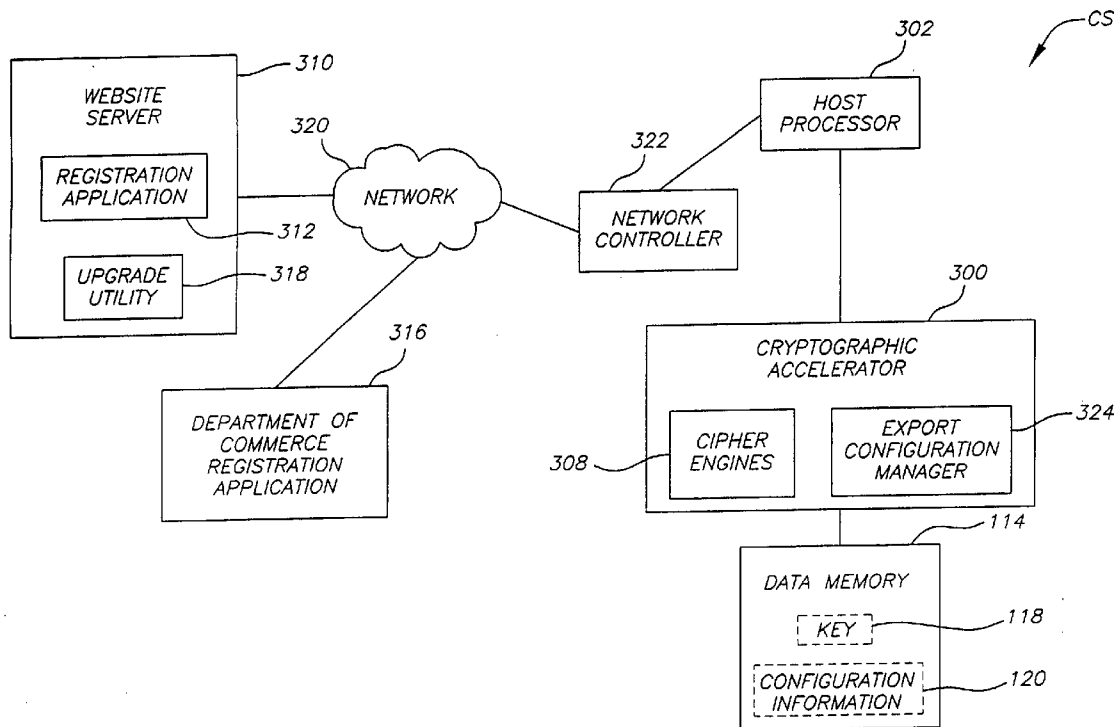 CS
302
310
WEBSITE
SERVER
HOST
PROCESSOR
320
322
REGISTRATION
APPLICATION
NETWORK
312
NETWORK
CONTROLLER
UPGRADE
UTILITY
318
300
316
CRYPTOGRAPHIC
ACCELERATOR
324
DEPARTMENT OF
COMMERCE
REGISTRATION
APPLICATION
308
CIPHER
ENGINES
EXPORT
CONFIGURATION
MANAGER
114
DATA MEMORY
KEY
118
CONFIGURATION
INFORMATION
120